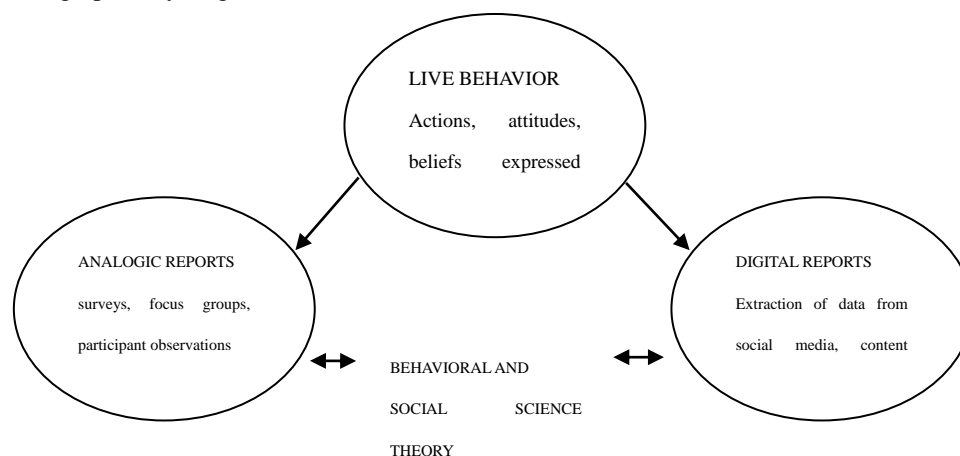 LIVE BEHAVIOR
Actions, attitudes,
beliefs expressed
ANALOGIC REPORTS
surveys, focus groups,
participant observations
DIGITAL REPORTS
Extraction of data from
social media, content
BEHAVIORAL AND
SOCIAL SCIENCE
THEORY